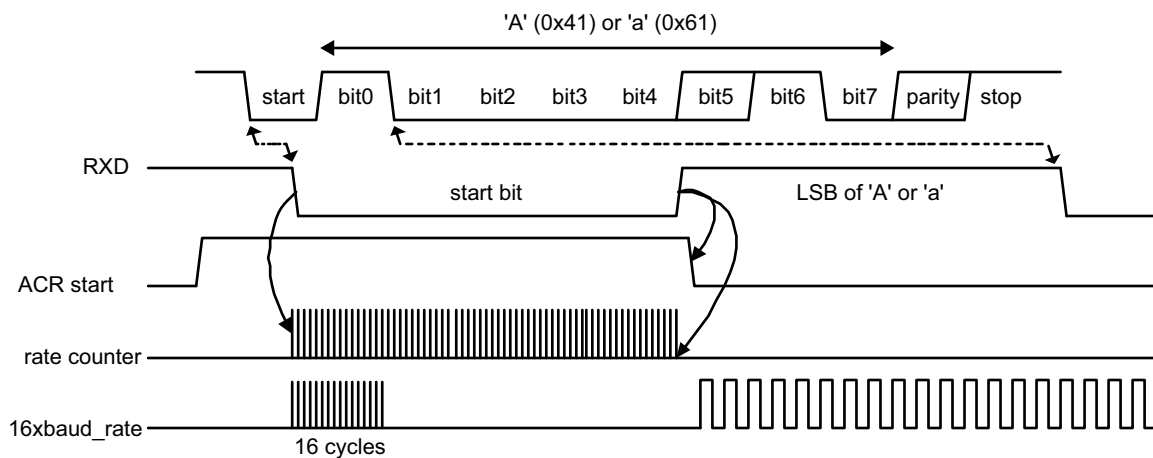 'A' (0x41) or 'a' (0x61)
start bit0 bit1 bit2 bit3 bit4 bit5 bit6 bit7 parity stop
RXD
start bit LSB of 'A' or 'a'
ACR start
rate counter
16xbaud_rate
16 cycles